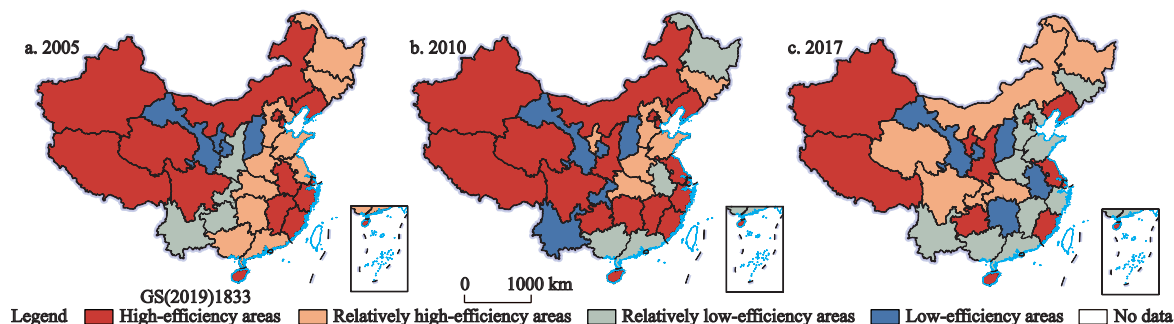 a. 2005
b. 2010
c. 2017
0 1000 km
GS(2019)1833
Legend High-efficiency areas Relatively high-efficiency areas Relatively low-efficiency areas Low-efficiency areas No data